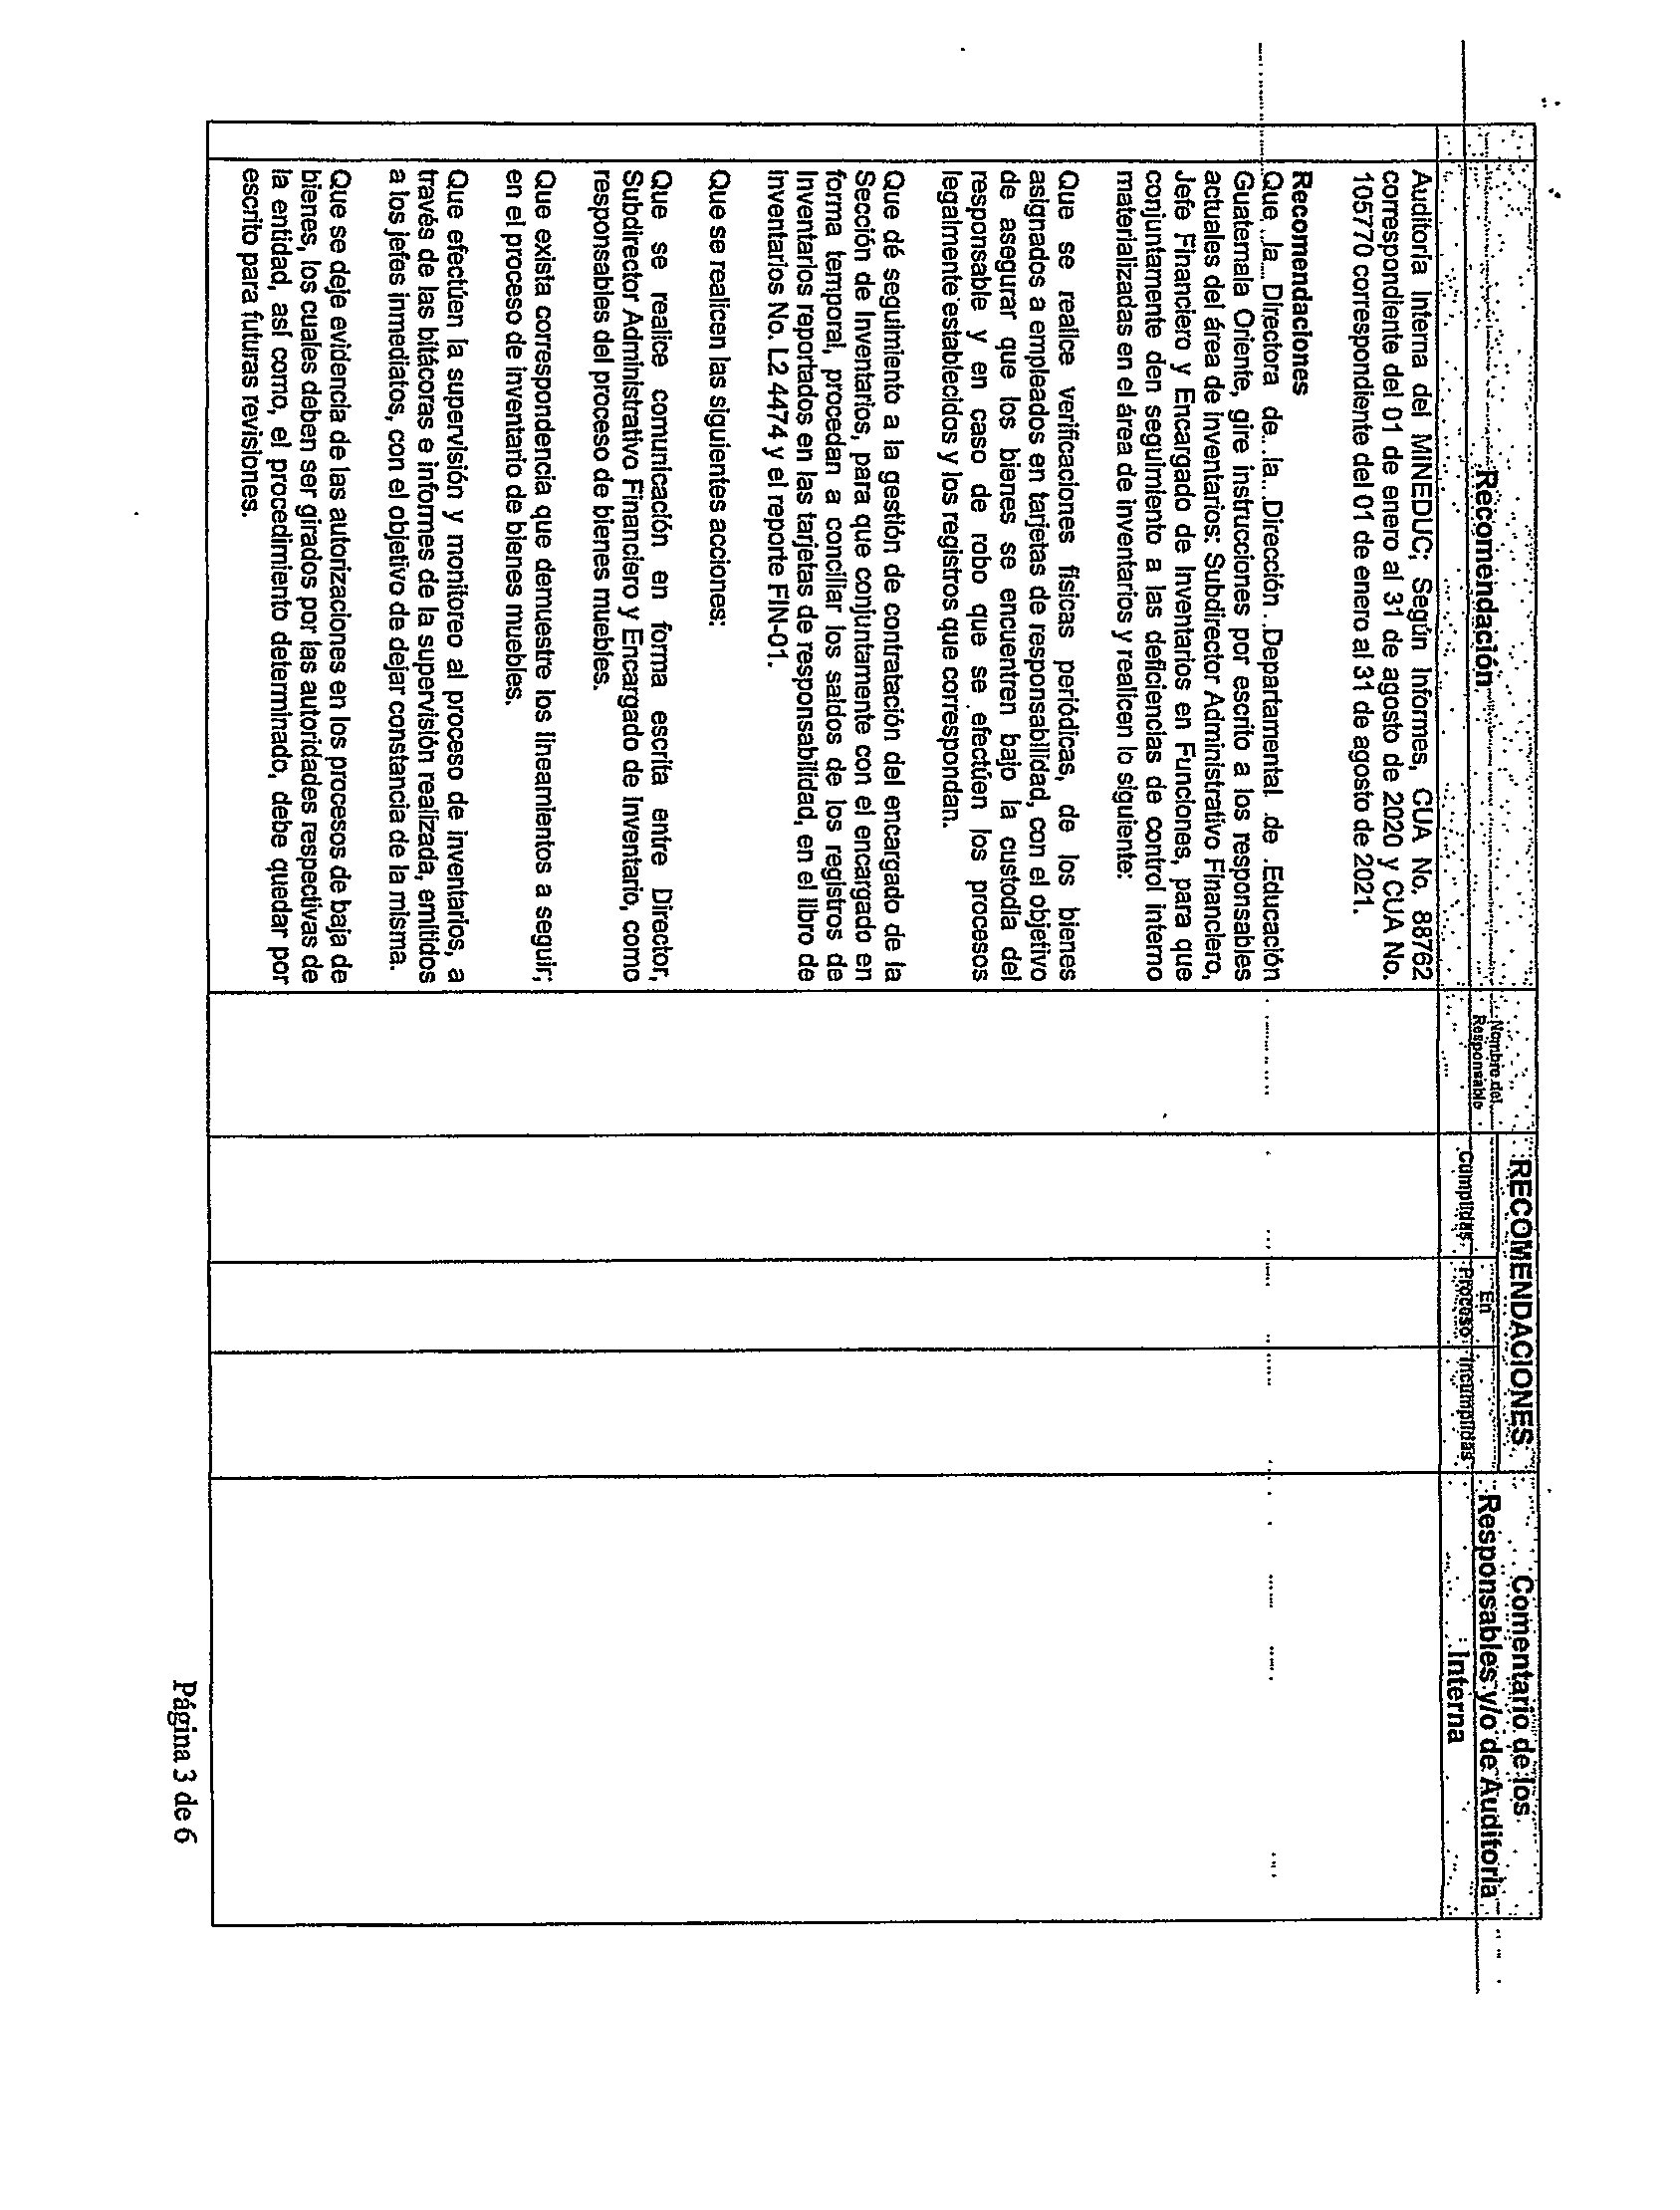 RECOMENDACIONES
Comentario de los
Responsables y/o de Auditoría
Interna
Recomendación
Nombre del
Responsable
Cumplidas
En
Proceso
Incumplidas
Auditoría Interna del MINEDUC; Según Informes, CUA No. 88762
correspondiente del 01 de enero al 31 de agosto de 2020 y CUA No.
105770 correspondiente del 01 de enero al 31 de agosto de 2021.
Recomendaciones
Que la Directora de la Dirección Departamental de Educación
Guatemala Oriente, gire instrucciones por escrito a los responsables
actuales del área de inventarios: Subdirector Administrativo Financiero,
Jefe Financiero y Encargado de Inventarios en Funciones, para que
conjuntamente den seguimiento a las deficiencias de control interno
materializadas en el área de inventarios y realicen lo siguiente:
Que se realice verificaciones físicas periódicas, de los bienes
asignados a empleados en tarjetas de responsabilidad, con el objetivo
de asegurar que los bienes se encuentren bajo la custodia del
responsable y en caso de robo que se efectúen los procesos
legalmente establecidos y los registros que correspondan.
Que dé seguimiento a la gestión de contratación del encargado de la
Sección de Inventarios, para que conjuntamente con el encargado en
forma temporal, procedan a conciliar los saldos de los registros de
Inventarios reportados en las tarjetas de responsabilidad, en el libro de
inventarios No. L2 4474 y el reporte FIN-01.
Que se realicen las siguientes acciones:
Que se realice comunicación en forma escrita entre Director,
Subdirector Administrativo Financiero y Encargado de Inventario, como
responsables del proceso de bienes muebles.
Que exista correspondencia que demuestre los lineamientos a seguir;
en el proceso de inventario de bienes muebles.
Que efectúen la supervisión y monitoreo al proceso de inventarios, a
través de las bitácoras e informes de la supervisión realizada, emitidos
a los jefes inmediatos, con el objetivo de dejar constancia de la misma.
Que se deje evidencia de las autorizaciones en los procesos de baja de
bienes, los cuales deben ser girados por las autoridades respectivas de
la entidad, así como, el procedimiento determinado, debe quedar por
escrito para futuras revisiones.
Página 3 de 6